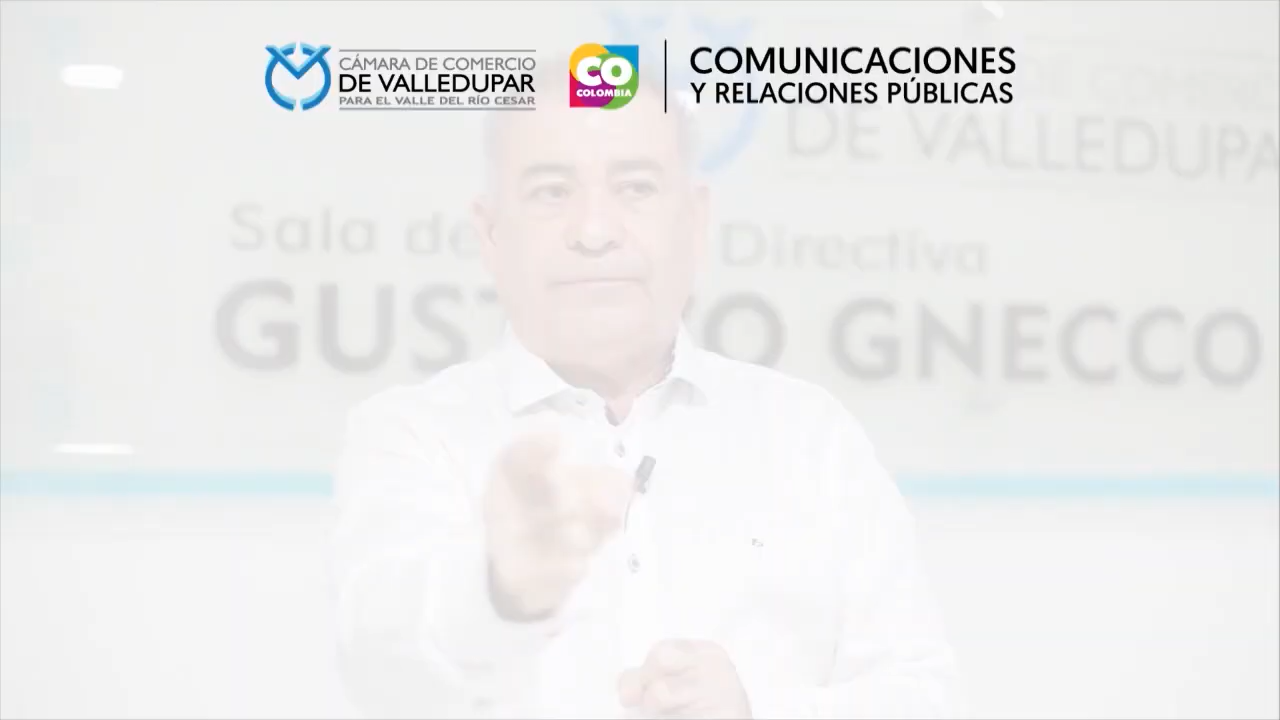 CÁMARA DE COMERCIO
DE VALLEDUPAR
PARA EL VALLE DEL RÍO CESAR
CO
COLOMBIA
COMUNICACIONES
Y RELACIONES PÚBLICAS
DE VALLEDUPA
Sala de Directiva
GUST O GNECCO